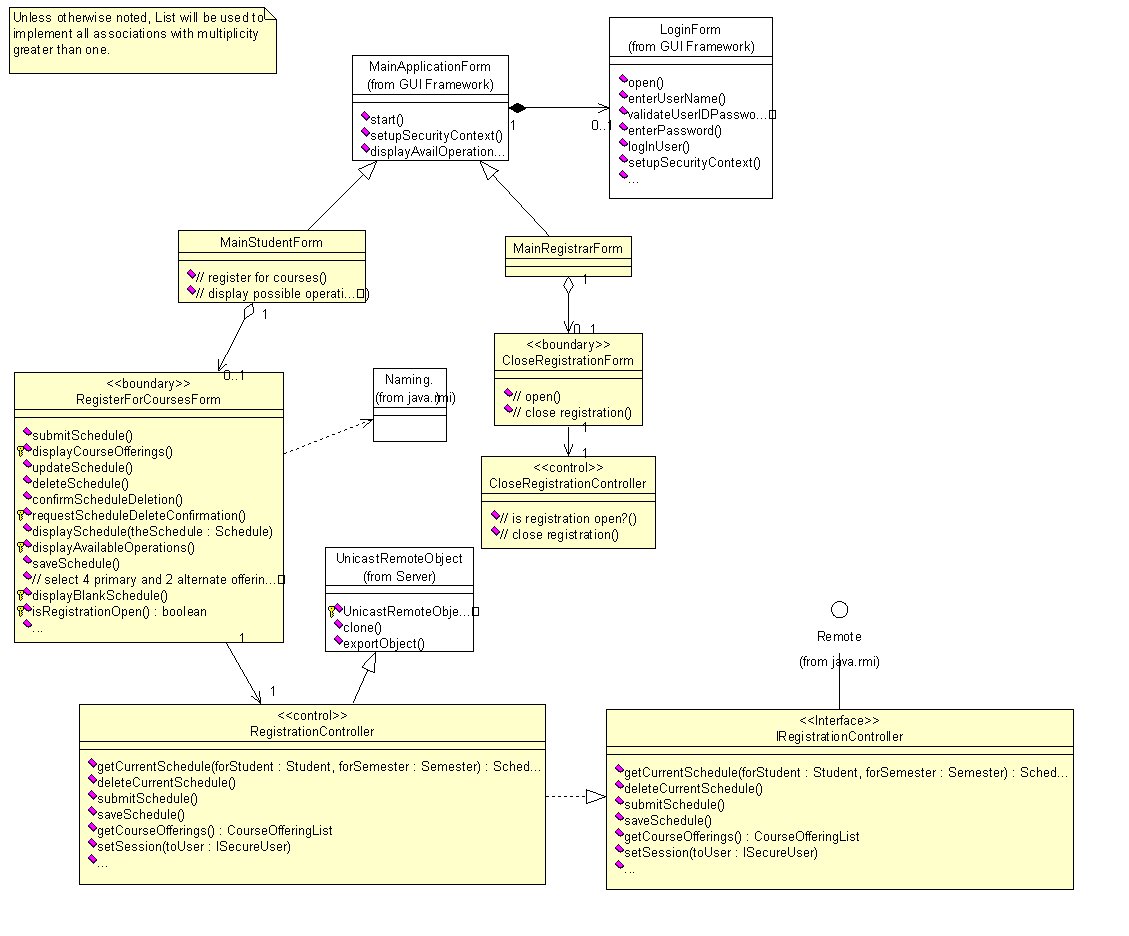 Unless otherwise noted, List will be used to
implement all associations with multiplicity
greater than one.
MainApplicationForm
(from GUI Framework)
start()
setupSecurityContext()
displayAvailOperation...
1
0..1
LoginForm
(from GUI Framework)
open()
enterUserName()
validateUserIDPasswo...
enterPassword()
logInUser()
setupSecurityContext()
...
MainStudentForm
// register for courses()
// display possible operati... )
1
0..1
MainRegistrarForm
1
0..1
<<boundary>>
CloseRegistrationForm
// open()
// close registration()
1
1
<<control>>
CloseRegistrationController
// is registration open?()
// close registration()
<<boundary>>
RegisterForCoursesForm
submitSchedule()
displayCourseOfferings()
updateSchedule()
deleteSchedule()
confirmScheduleDeletion()
requestScheduleDeleteConfirmation()
displaySchedule(theSchedule : Schedule)
displayAvailableOperations()
saveSchedule()
// select 4 primary and 2 alternate offerin...
displayBlankSchedule()
isRegistrationOpen() : boolean
...
1
1
Naming.
(from java.rmi)
UnicastRemoteObject
(from Server)
UnicastRemoteObje...
clone()
exportObject()
Remote
(from java.rmi)
<<control>>
RegistrationController
getCurrentSchedule(forStudent : Student, forSemester : Semester) : Sched...
deleteCurrentSchedule()
submitSchedule()
saveSchedule()
getCourseOfferings() : CourseOfferingList
setSession(toUser : ISecureUser)
...
<<Interface>>
IRegistrationController
getCurrentSchedule(forStudent : Student, forSemester : Semester) : Sched...
deleteCurrentSchedule()
submitSchedule()
saveSchedule()
getCourseOfferings() : CourseOfferingList
setSession(toUser : ISecureUser)
...